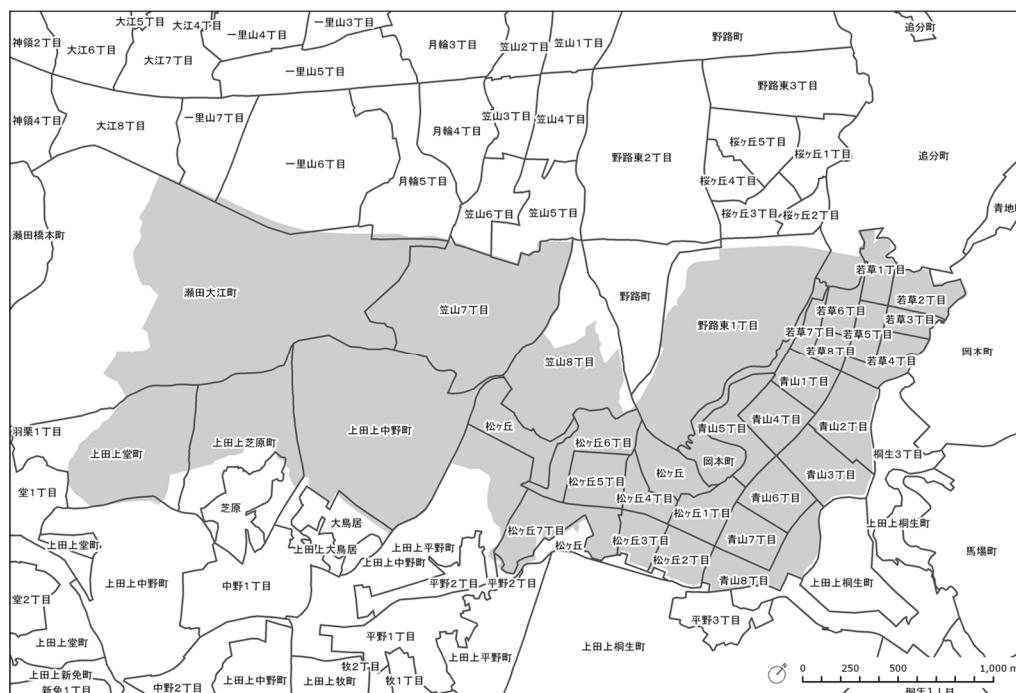 大江5丁目
大江4丁目
一里山3丁目
追分町
神領2丁目
大江6丁目
一里山4丁目
月輪3丁目
笠山2丁目
笠山1丁目
野路町
大江7丁目
一里山5丁目
野路東3丁目
神領4丁目
大江8丁目
一里山7丁目
笠山3丁目
笠山4丁目
月輪4丁目
桜ヶ丘5丁目
桜ヶ丘1丁目
追分町
一里山6丁目
野路東2丁目
月輪5丁目
桜ヶ丘4丁目
笠山6丁目
笠山5丁目
桜ヶ丘3丁目
桜ヶ丘2丁目
青地
瀬田橋本町
若草1丁目
瀬田大江町
野路町
若草2丁目
笠山7丁目
若草6丁目
若草3丁目
野路東1丁目
若草7丁目
若草5丁目
若草8丁目
岡本町
笠山8丁目
若草4丁目
青山1丁目
青山4丁目
羽栗1丁目
上田上中野町
松ヶ丘
青山5丁目
青山2丁目
上田上堂町
上田上芝原町
松ヶ丘6丁目
桐生3丁目
岡本町
松ヶ丘
青山3丁目
松ヶ丘5丁目
堂1丁目
松ヶ丘4丁目
青山6丁目
芝原
松ヶ丘1丁目
大鳥居
上田上桐生町
松ヶ丘7丁目
松ヶ丘3丁目
青山7丁目
上田上堂町
上田上大鳥居
上田上平野町
松ヶ丘
馬場町
上田上中野町
松ヶ丘2丁目
上田上中野町
中野1丁目
平野2丁目
平野2丁目
青山8丁目
上田上桐生町
堂2丁目
平野3丁目
上田上堂町
平野1丁目
上田上桐生町
上田上平野町
上田上新免町
牧2丁目
新免1丁目
中野2丁目
上田上中野町
上田上牧町
牧1丁目
0 250 500 1,000 m
桐生1丁目